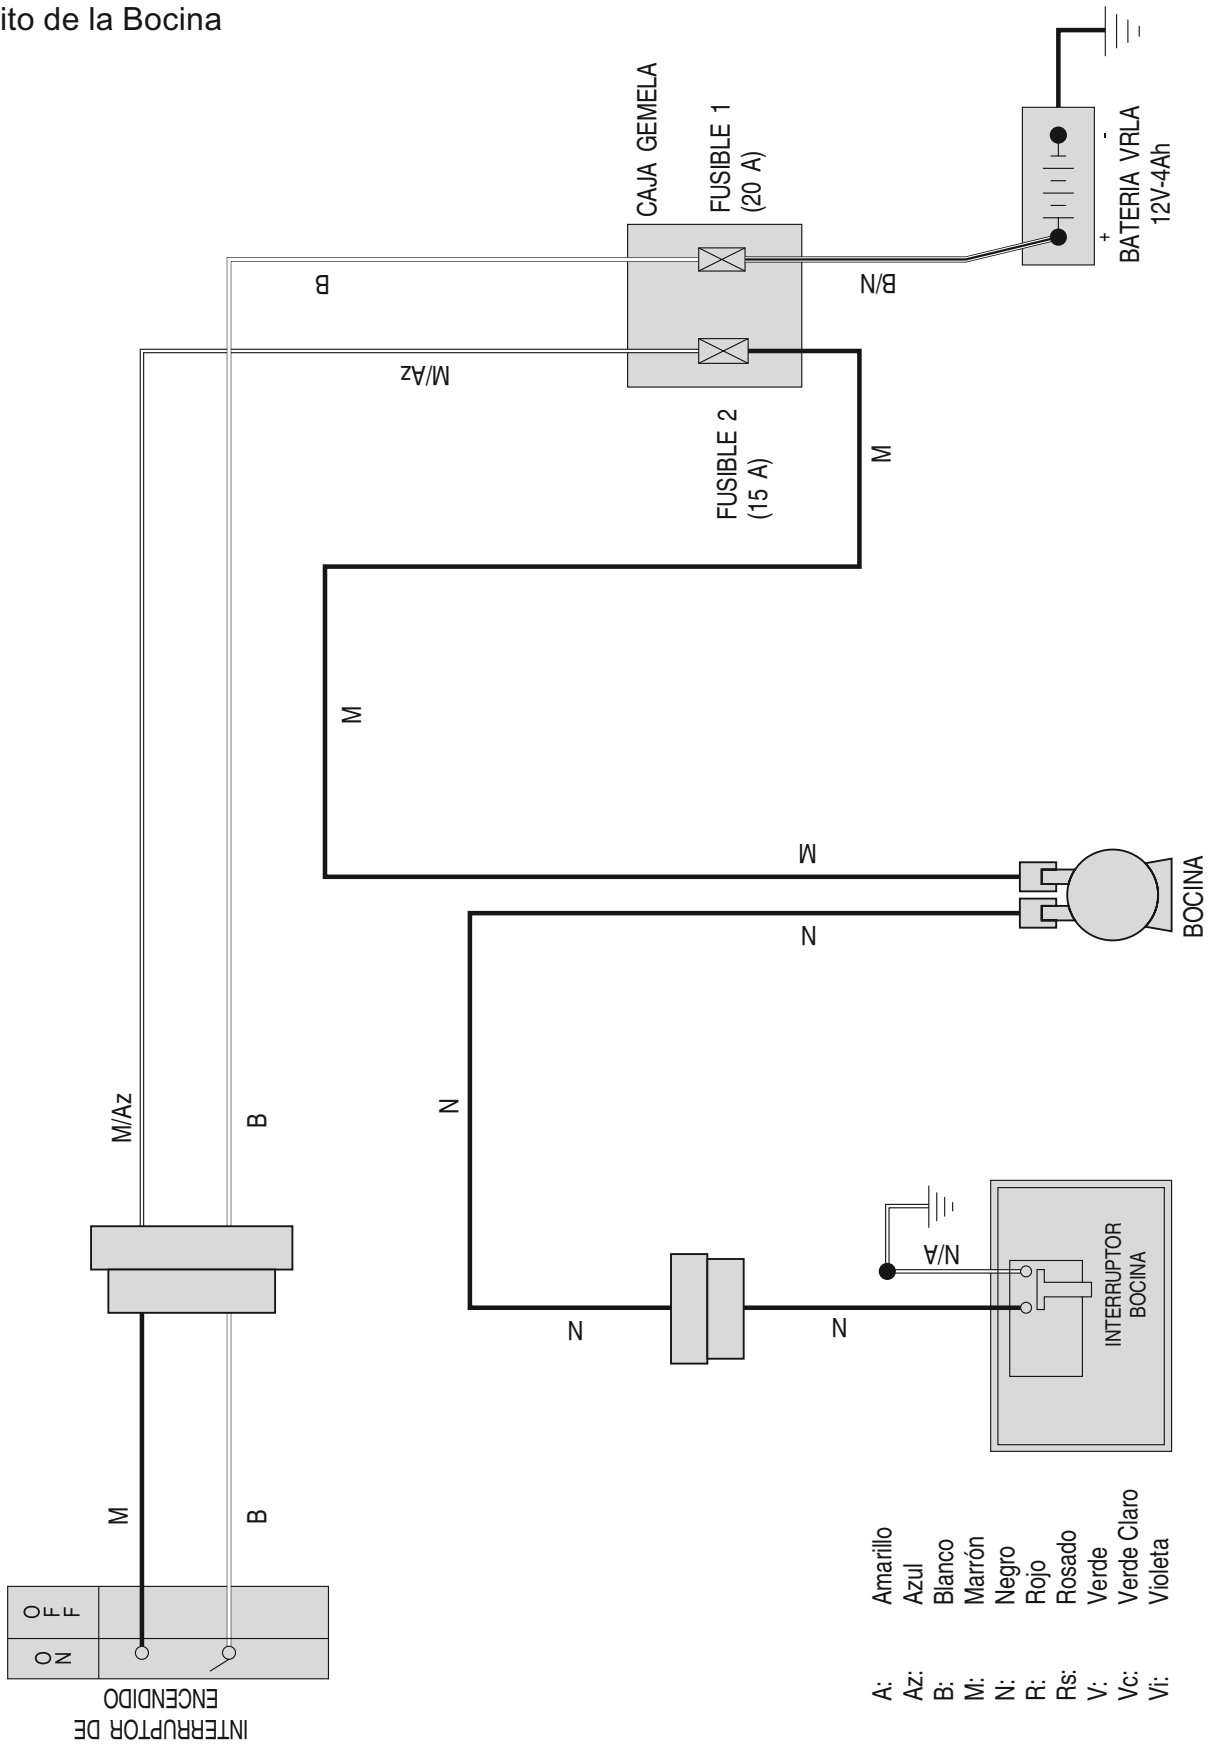 ito de la Bocina
CAJA GEMELA
FUSIBLE 1
(20 A)
BATERIA VRLA
12V-4Ah
+
-
B
B/N
M/Az
FUSIBLE 2
(15 A)
M
M
M
N
BOCINA
M/Az
B
N
N/A
INTERRUPTOR
BOCINA
N
N
M
B
ON
OFF
INTERRUPTOR DE
ENCENDIDO
A: Amarillo
Az: Azul
B: Blanco
M: Marrón
N: Negro
R: Rojo
Rs: Rosado
V: Verde
Vc: Verde Claro
Vi: Violeta